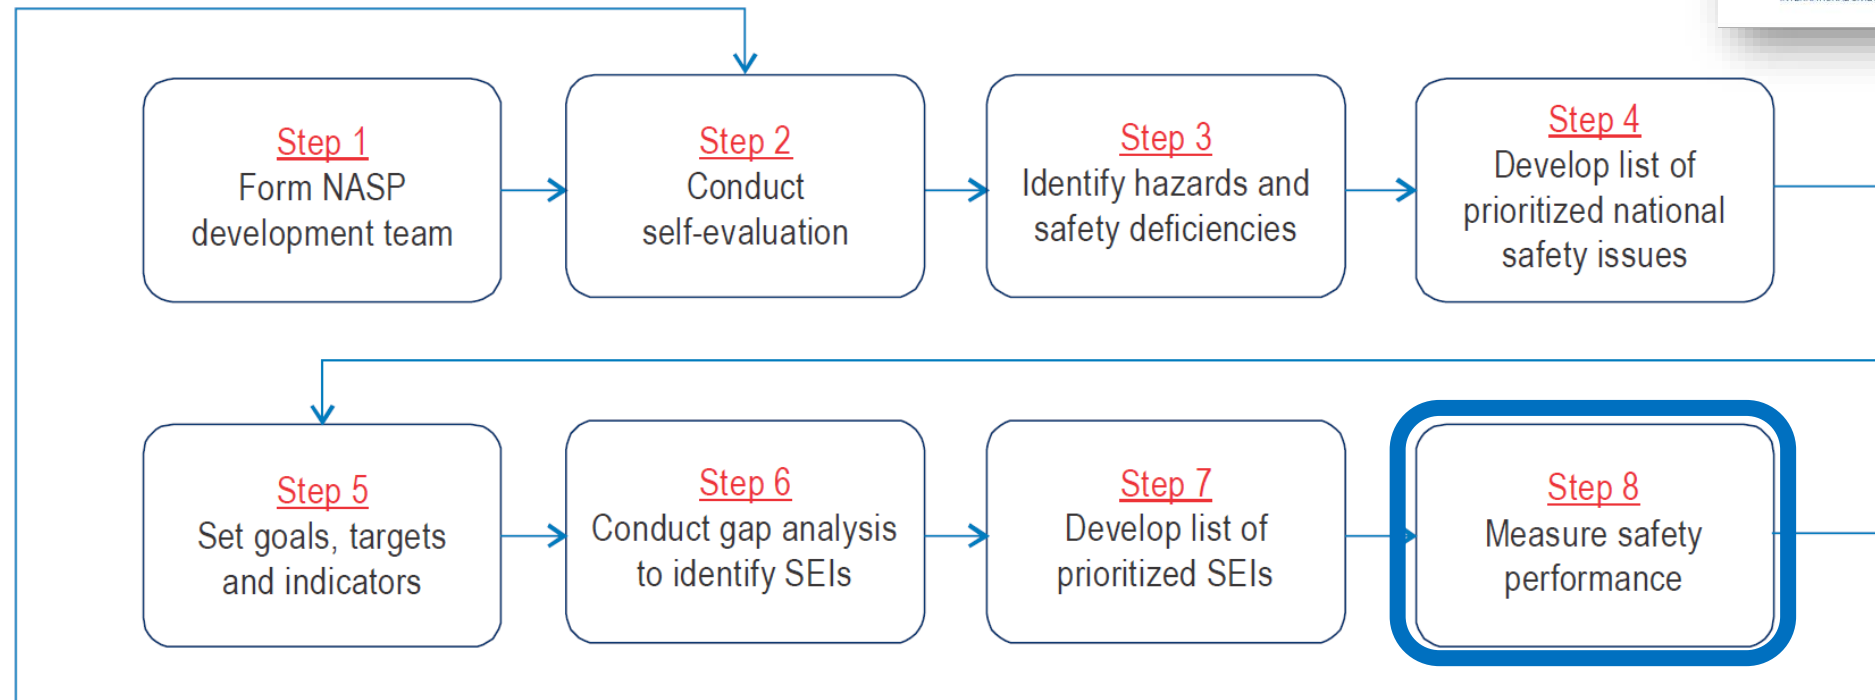 Step 1
Form NASP
development team
Step 2
Conduct
self-evaluation
Step 3
Identify hazards and
safety deficiencies
Step 4
Develop list of
prioritized national
safety issues
Step 5
Set goals, targets
and indicators
Step 6
Conduct gap analysis
to identify SEIs
Step 7
Develop list of
prioritized SEIs
Step 8
Measure safety
performance